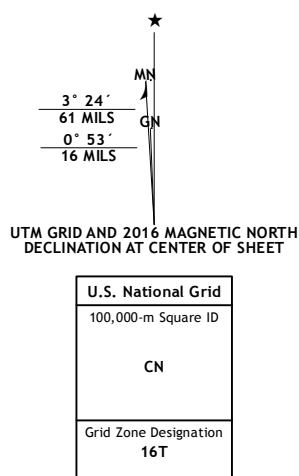 MN
3° 24´
61 MILS
GN
0° 53´
16 MILS
UTM GRID AND 2016 MAGNETIC NORTH
DECLINATION AT CENTER OF SHEET
U.S. National Grid
100,000-m Square ID
CN
Grid Zone Designation
16T